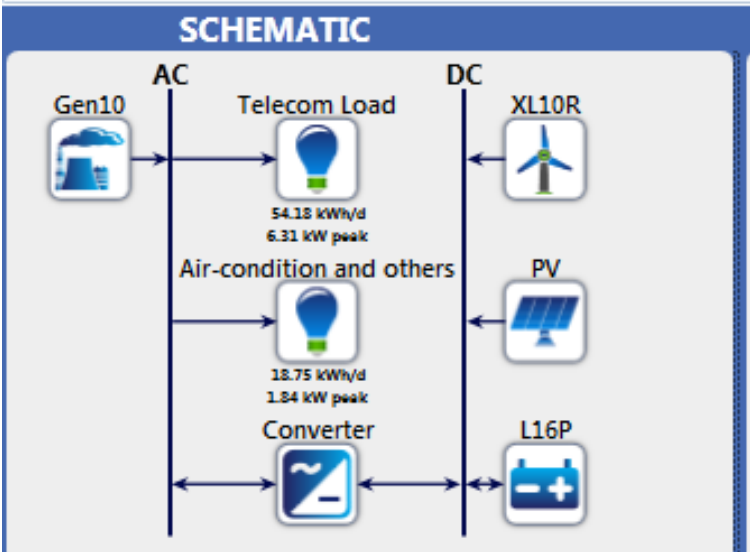 SCHEMATIC
AC
DC
Gen10
Telecom Load
XL10R
54.18 kWh/d
6.31 kW peak
Air-condition and others
PV
18.75 kWh/d
1.84 kW peak
Converter
L16P